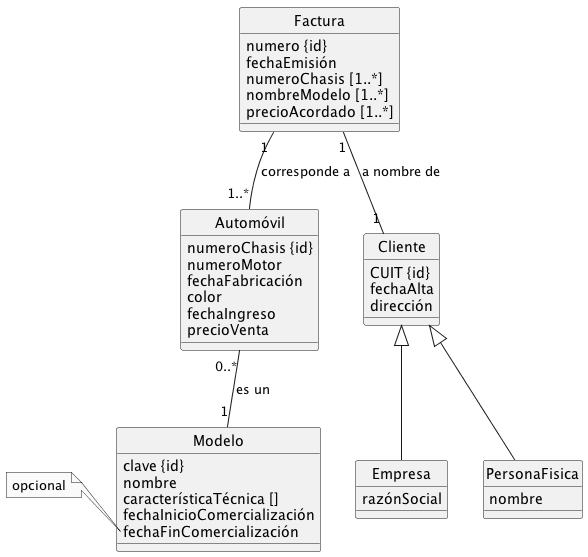 Factura
numero {id}
fechaEmisión
numeroChasis [1..*]
nombreModelo [1..*]
precioAcordado [1..*]
1
1
corresponde a
a nombre de
1..*
1
Automóvil
numeroChasis {id}
numeroMotor
fechaFabricación
color
fechaIngreso
precioVenta
Cliente
CUIT {id}
fechaAlta
dirección
0..*
es un
1
Modelo
clave {id}
nombre
característicaTécnica []
fechaInicioComercialización
fechaFinComercialización
opcional
Empresa
razónSocial
PersonaFisica
nombre